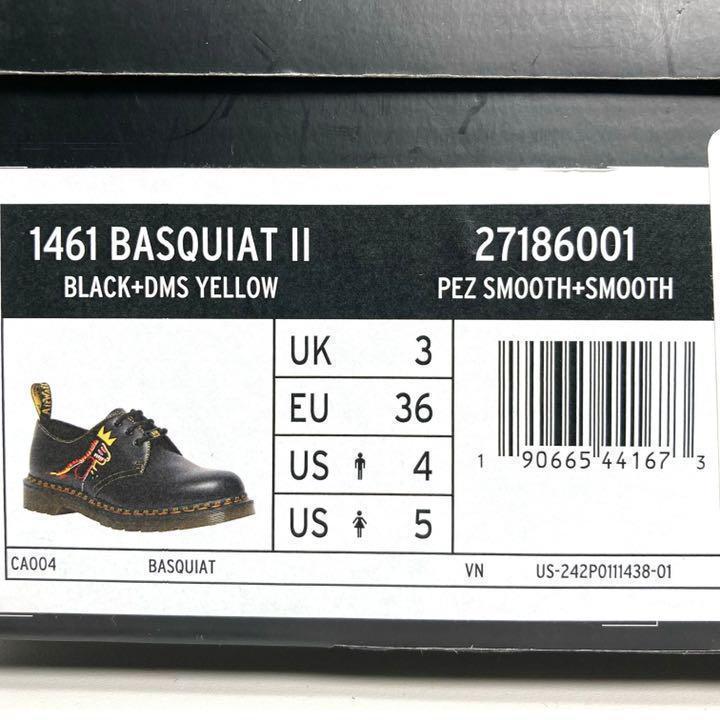 1461 BASQUIAT II
BLACK+DMS YELLOW
27186001
PEZ SMOOTH+SMOOTH
UK 3
EU 36
US 4
US 5
1 90665 44167 3
CA004
BASQUIAT
VN
US-242P0111438-01